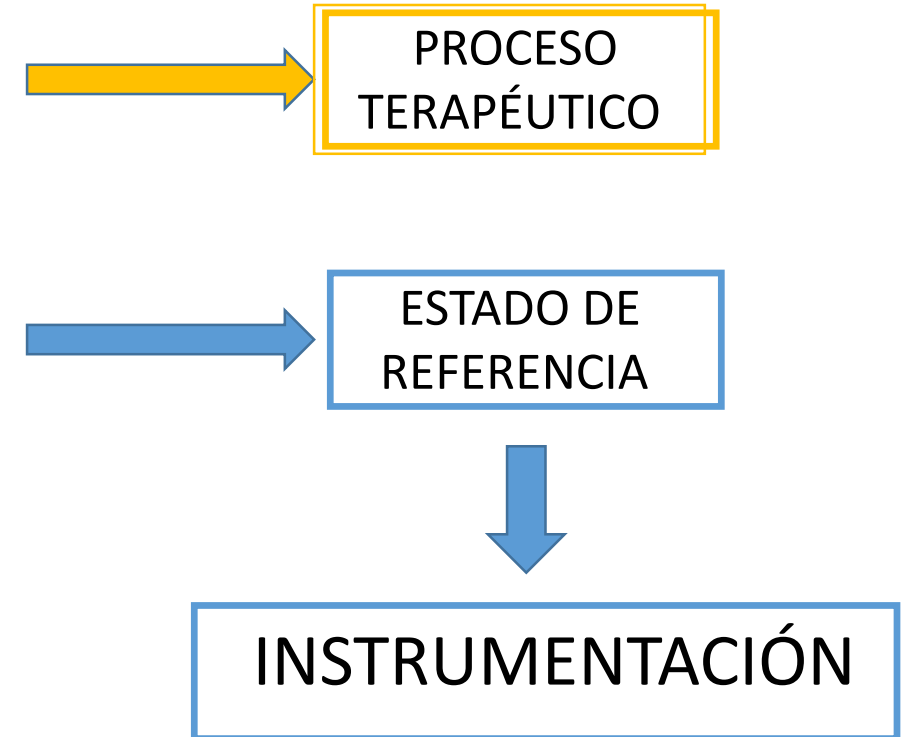 PROCESO
TERAPÉUTICO
ESTADO DE
REFERENCIA
INSTRUMENTACIÓN